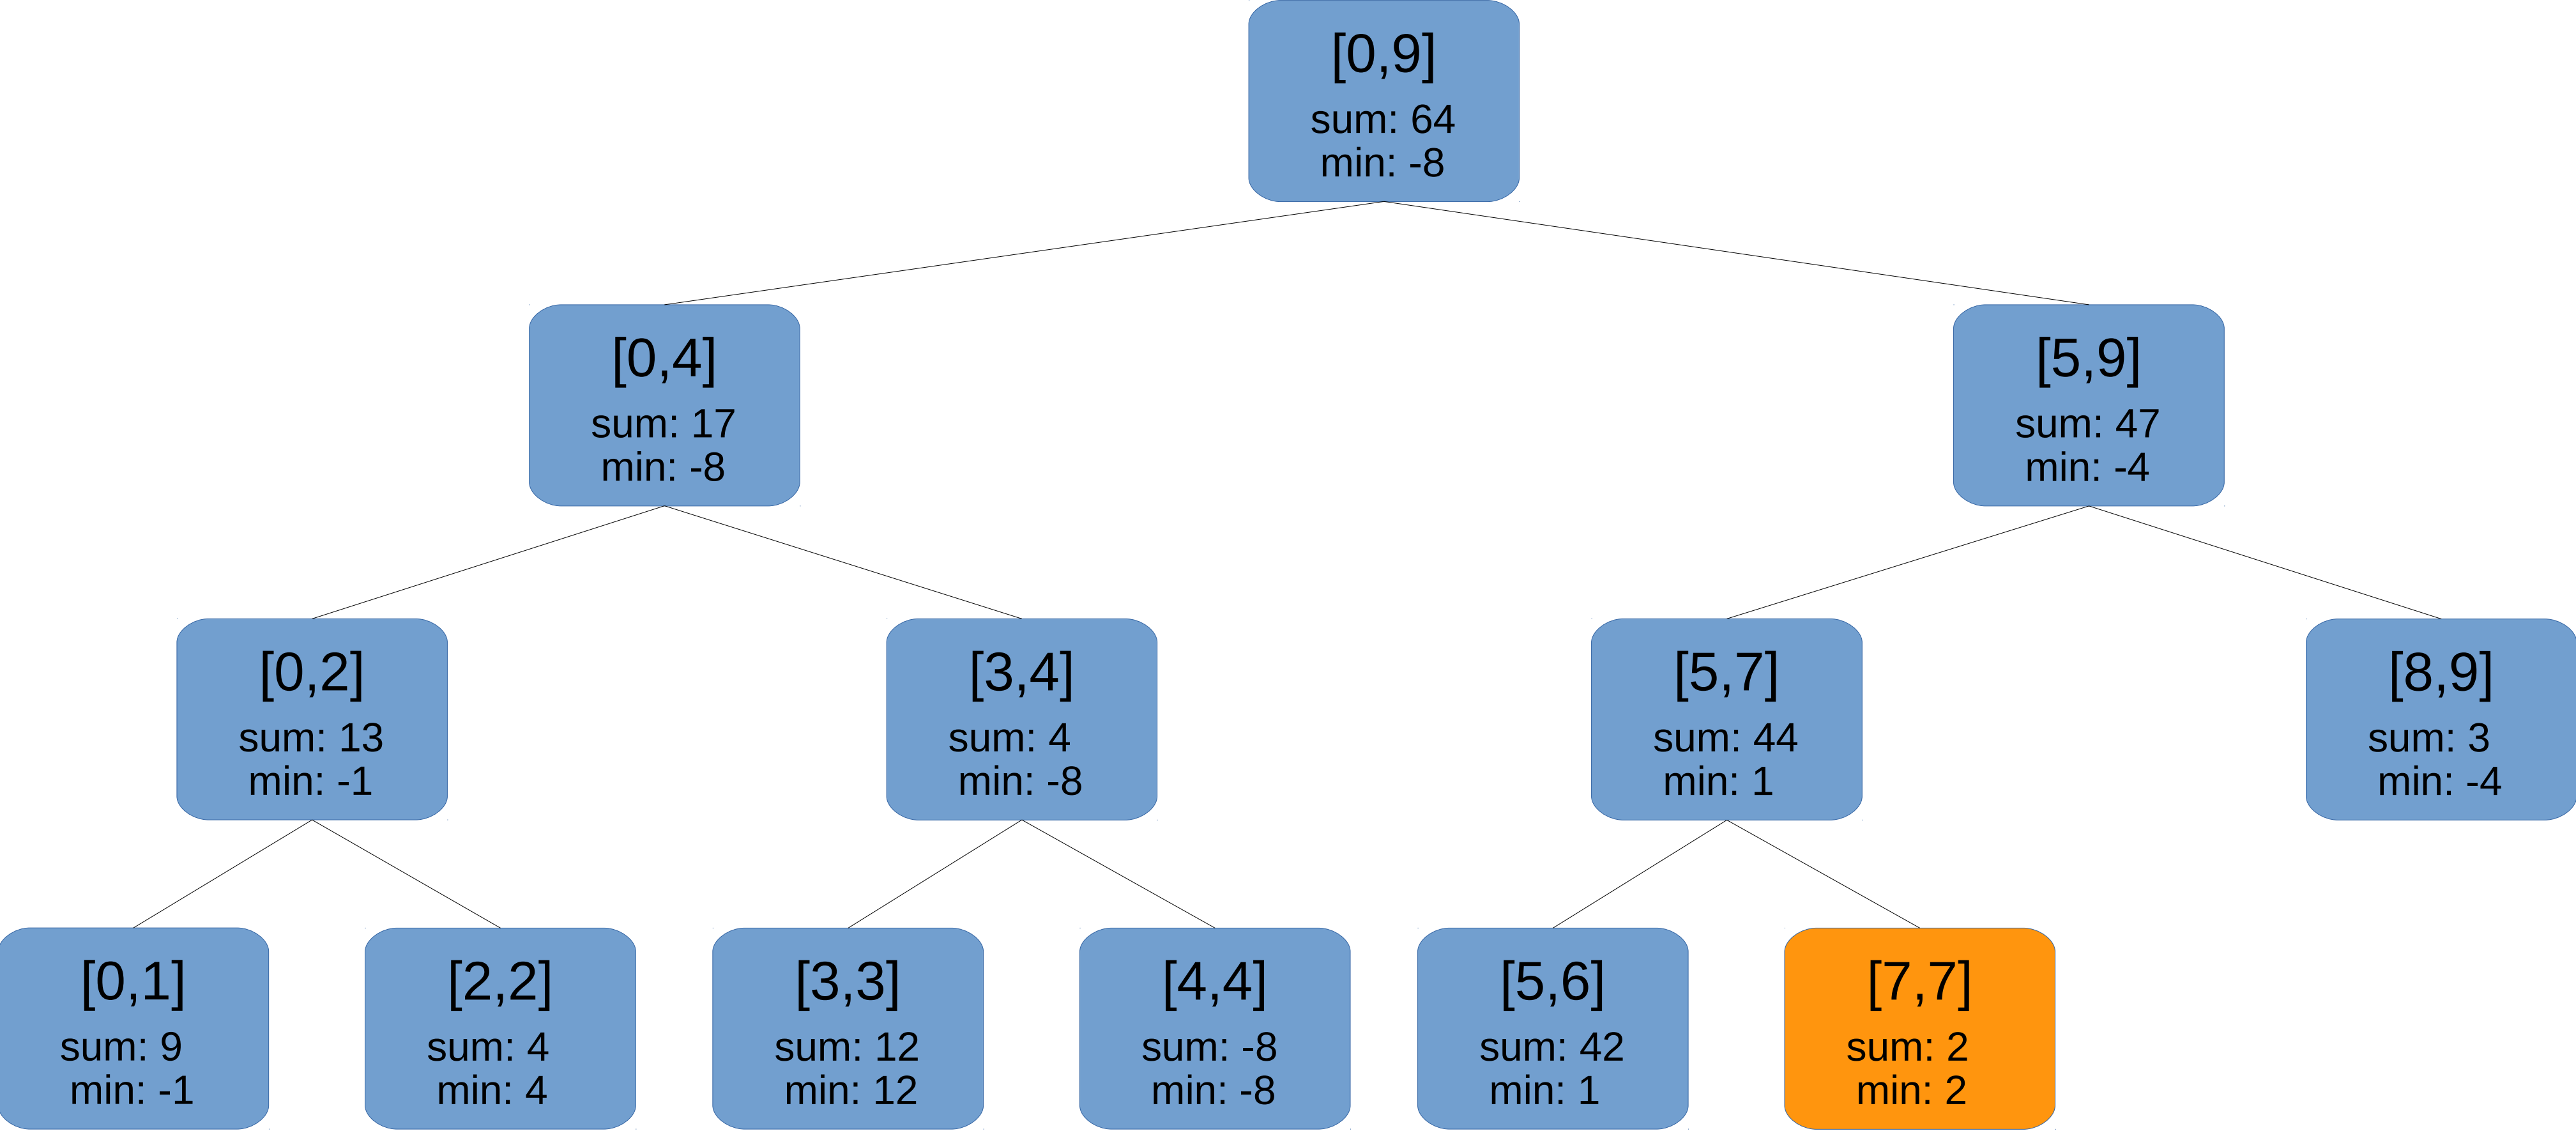 [0,9]
sum: 64
min: -8
[0,4]
sum: 17
min: -8
[5,9]
sum: 47
min: -4
[0,2]
sum: 13
min: -1
[3,4]
sum: 4
min: -8
[5,7]
sum: 44
min: 1
[8,9]
sum: 3
min: -4
[0,1]
sum: 9
min: -1
[2,2]
sum: 4
min: 4
[3,3]
sum: 12
min: 12
[4,4]
sum: -8
min: -8
[5,6]
sum: 42
min: 1
[7,7]
sum: 2
min: 2